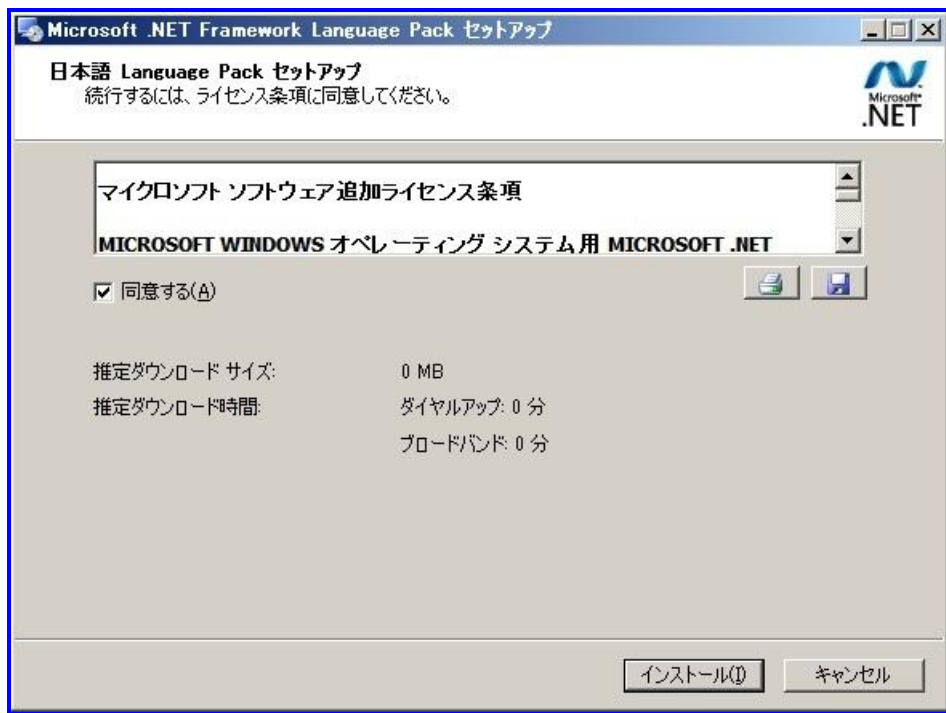 Microsoft .NET Framework Language Pack セットアップ
日本語 Language Pack セットアップ
続行するには、ライセンス条項に同意してください。
Microsoft
.NET
マイクロソフト ソフトウェア追加ライセンス条項
MICROSOFT WINDOWS オペレーティング システム用 MICROSOFT .NET
同意する(A)
推定ダウンロード サイズ: 0 MB
推定ダウンロード時間: ダイヤルアップ: 0 分
ブロードバンド: 0 分
インストール(I) キャンセル